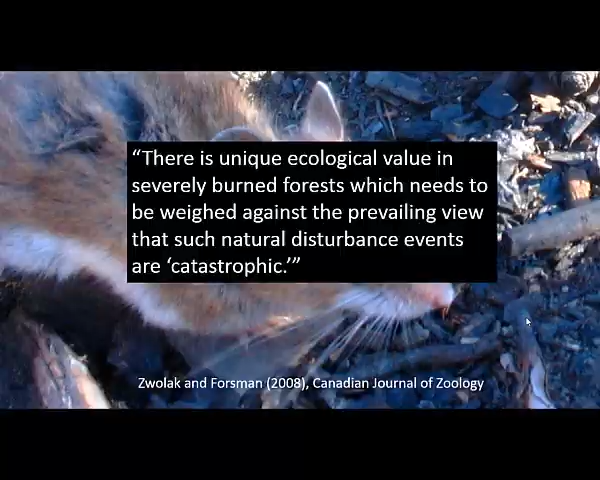 “There is unique ecological value in
severely burned forests which needs to
be weighed against the prevailing view
that such natural disturbance events
are ‘catastrophic.’”
Zwolak and Forsman (2008), Canadian Journal of Zoology